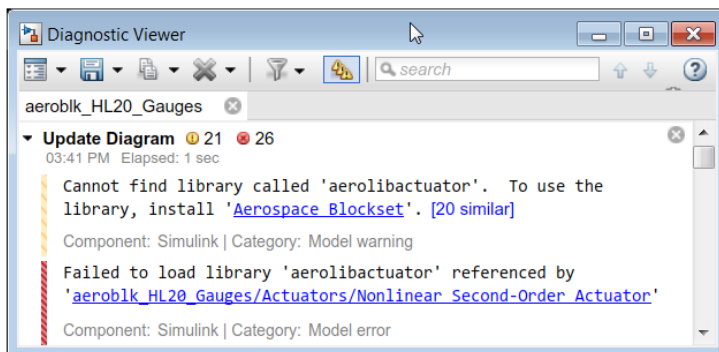 Diagnostic Viewer
search
aeroblk_HL20_Gauges
Update Diagram 21 26
03:41 PM Elapsed: 1 sec
Cannot find library called 'aerolibactuator'. To use the
library, install 'Aerospace Blockset'. [20 similar]
Component: Simulink | Category: Model warning
Failed to load library 'aerolibactuator' referenced by
'aeroblk_HL20_Gauges/Actuators/Nonlinear Second-Order Actuator'
Component: Simulink | Category: Model error